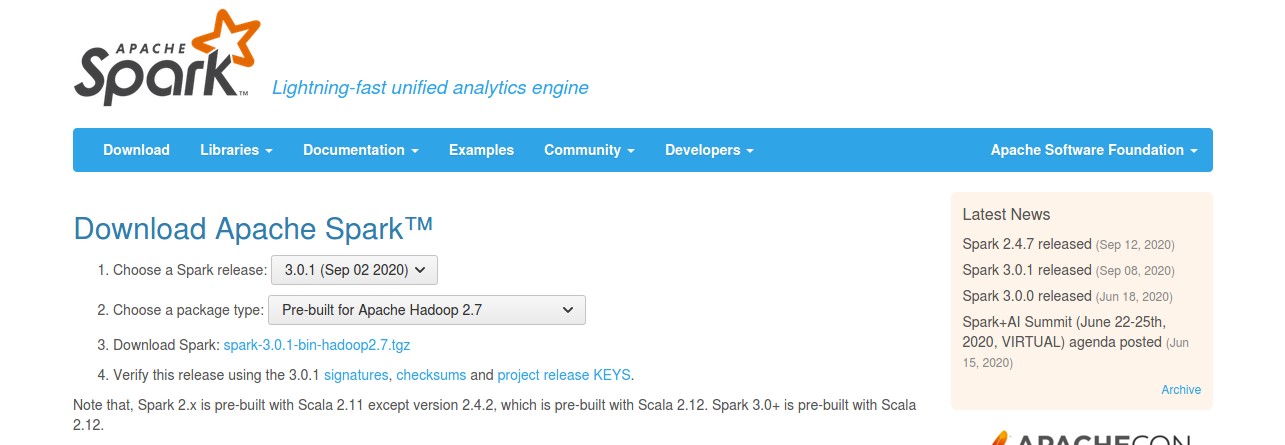 APACHE
Spark™
Lightning-fast unified analytics engine
Download Libraries Documentation Examples Community Developers Apache Software Foundation
Download Apache Spark™
1. Choose a Spark release: 3.0.1 (Sep 02 2020)
2. Choose a package type: Pre-built for Apache Hadoop 2.7
3. Download Spark: spark-3.0.1-bin-hadoop2.7.tgz
4. Verify this release using the 3.0.1 signatures, checksums and project release KEYS.
Note that, Spark 2.x is pre-built with Scala 2.11 except version 2.4.2, which is pre-built with Scala 2.12. Spark 3.0+ is pre-built with Scala
2.12.
Latest News
Spark 2.4.7 released (Sep 12, 2020)
Spark 3.0.1 released (Sep 08, 2020)
Spark 3.0.0 released (Jun 18, 2020)
Spark+AI Summit (June 22-25th,
2020, VIRTUAL) agenda posted (Jun
15, 2020)
Archive
APACHECON